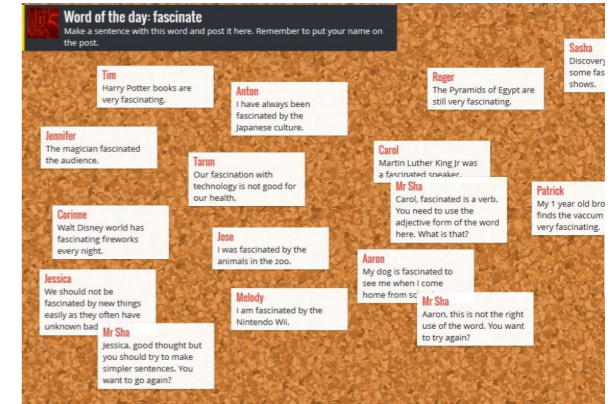 Word of the day: fascinate
Make a sentence with this word and post it here. Remember to put your name on
the post.
Sasha
Discovery
some fas
shows.
Tim
Harry Potter books are
very fascinating.
Anton
I have always been
fascinated by the
Japanese culture.
Roger
The Pyramids of Egypt are
still very fascinating.
Jennifer
The magician fascinated
the audience.
Tarun
Our fascination with
technology is not good for
our health.
Carol
Martin Luther King Jr was
a fascinated speaker.
Mr Sha
Carol, fascinated is a verb.
You need to use the
adjective form of the word
here. What is that?
Patrick
My 1 year old bro
finds the vaccum
very fascinating.
Corinne
Walt Disney world has
fascinating fireworks
every night.
Jose
I was fascinated by the
animals in the zoo.
Aaron
My dog is fascinated to
see me when I come
home from sc
Mr Sha
Aaron, this is not the right
use of the word. You want
to try again?
Jessica
We should not be
fascinated by new things
easily as they often have
unknown bad
Mr Sha
Jessica, good thought but
you should try to make
simpler sentences. You
want to go again?
Melody
I am fascinated by the
Nintendo Wii.